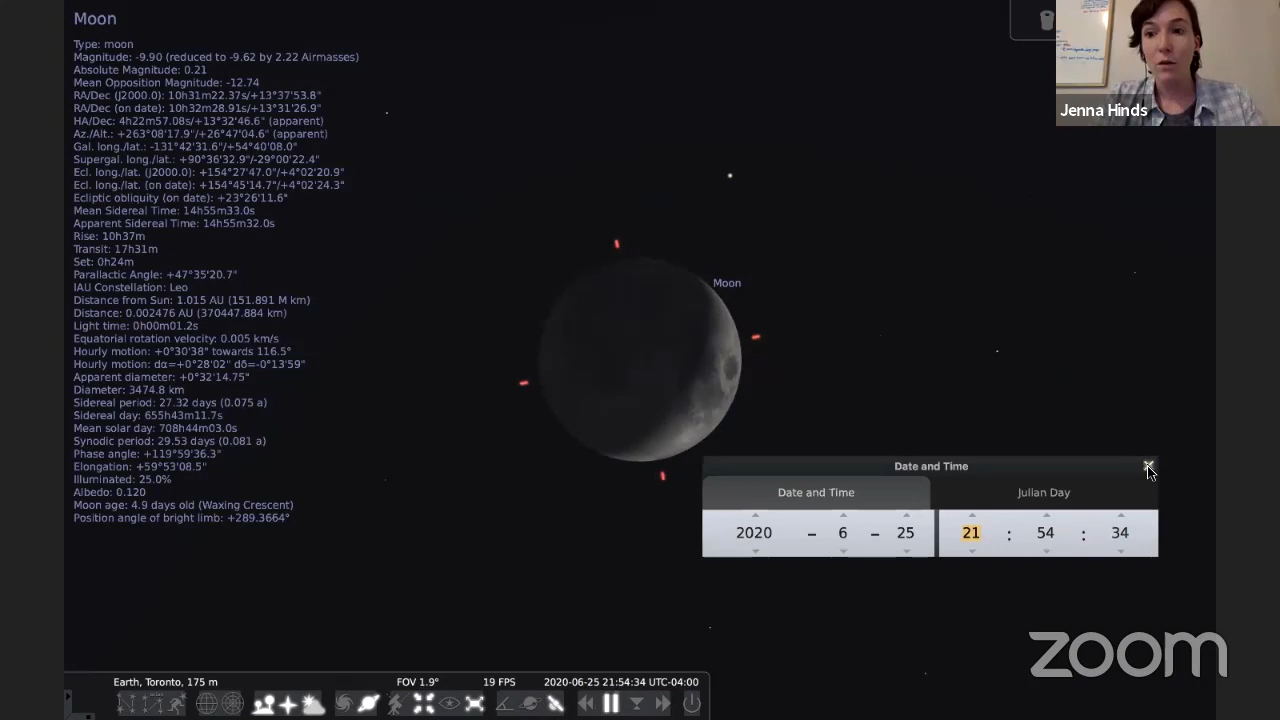 Moon
Type: moon
Magnitude: -9.90 (reduced to -9.62 by 2.22 Airmasses)
Absolute Magnitude: 0.21
Mean Opposition Magnitude: -12.74
RA/Dec (J2000.0): 10h31m22.37s/+13°37'53.8"
RA/Dec (on date): 10h32m28.91s/+13°31'26.9"
HA/Dec: 4h22m57.08s/+13°32'46.6" (apparent)
Az./Alt.: +263°08'17.9"/+26°47'04.6" (apparent)
Gal. long./lat.: -131°42'31.6"/+54°40'08.0"
Supergal. long./lat.: +90°36'32.9"/-29°00'22.4"
Ecl. long./lat. (J2000.0): +154°27'47.0"/+4°02'20.9"
Ecl. long./lat. (on date): +154°45'14.7"/+4°02'24.3"
Ecliptic obliquity (on date): +23°26'11.6"
Mean Sidereal Time: 14h55m33.0s
Apparent Sidereal Time: 14h55m32.0s
Rise: 10h37m
Transit: 17h31m
Set: 0h24m
Parallactic Angle: +47°35'20.7"
IAU Constellation: Leo
Distance from Sun: 1.015 AU (151.891 M km)
Distance: 0.002476 AU (370447.884 km)
Light time: 0h00m01.2s
Equatorial rotation velocity: 0.005 km/s
Hourly motion: +0°30'38" towards 116.5°
Hourly motion: dα=+0°28'02" dδ=-0°13'59"
Apparent diameter: +0°32'14.75"
Diameter: 3474.8 km
Sidereal period: 27.32 days (0.075 a)
Sidereal day: 655h43m11.7s
Mean solar day: 708h44m03.0s
Synodic period: 29.53 days (0.081 a)
Phase angle: +119°59'36.3"
Elongation: +59°53'08.5"
Illuminated: 25.0%
Albedo: 0.120
Moon age: 4.9 days old (Waxing Crescent)
Position angle of bright limb: +289.3664°
Jenna Hinds
Moon
Date and Time
Date and Time Julian Day
2020 - 6 - 25 21 : 54 : 34
zoom
Earth, Toronto, 175 m FOV 1.9° 19 FPS 2020-06-25 21:54:34 UTC-04:00